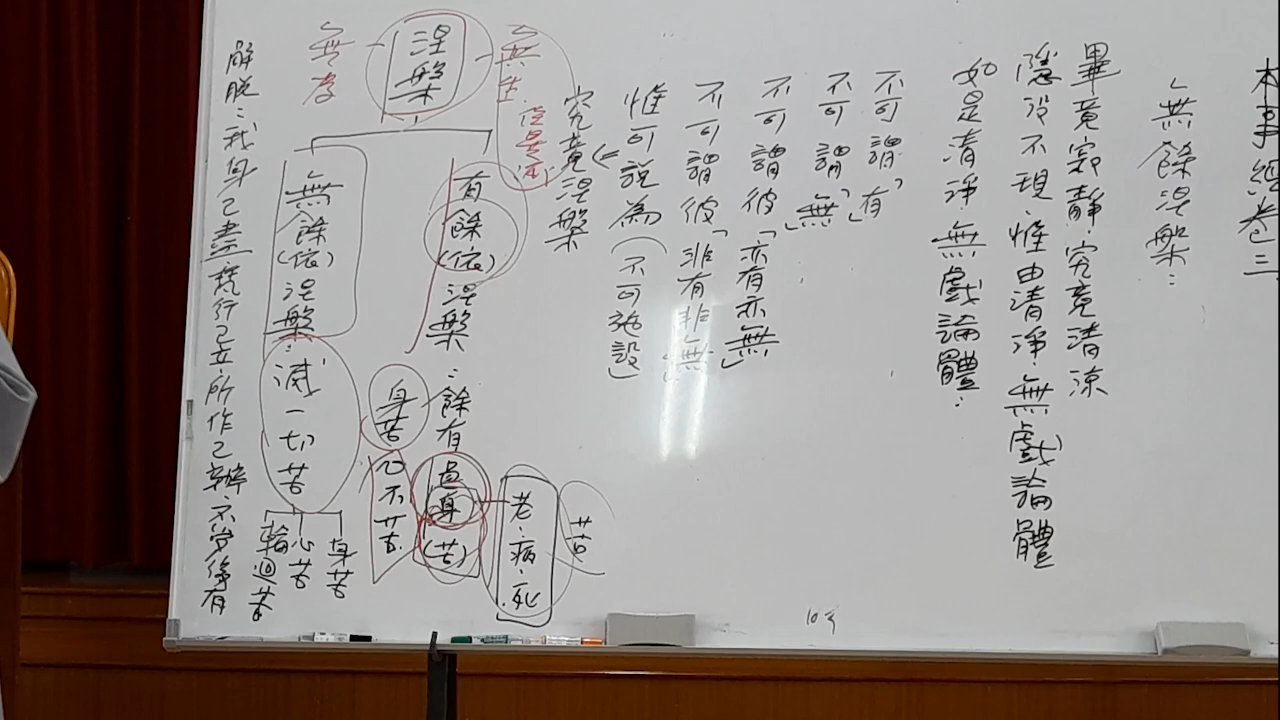 本事經卷三
無餘涅槃：
畢竟寂靜．究竟清涼
隱没不現．惟由清淨．無戲論體
如是清淨．無戲論體．
不可謂「有」
不可謂「無」
不可謂彼「亦有亦無」
不可謂彼「非有非無」
惟可說為（不可施設）
究竟涅槃
無生
涅槃
無為
有餘(依)涅槃
：餘有
身
(苦)
老．病．死
苦
身苦
心不苦
無餘(依)涅槃：
滅一切苦
身苦
心苦
輪迴苦
解脱：我身已盡．梵行已立．所作已辦．不受後有